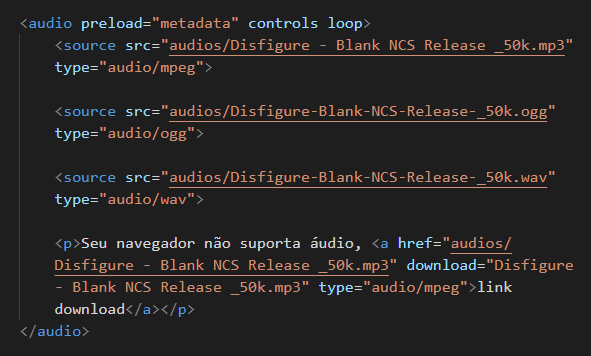 <audio preload="metadata" controls loop>
<source src="audios/Disfigure - Blank NCS Release _50k.mp3"
type="audio/mpeg">
<source src="audios/Disfigure-Blank-NCS-Release-_50k.ogg"
type="audio/ogg">
<source src="audios/Disfigure-Blank-NCS-Release-_50k.wav"
type="audio/wav">
<p>Seu navegador não suporta áudio, <a href="audios/
Disfigure - Blank NCS Release _50k.mp3" download="Disfigure
- Blank NCS Release _50k.mp3" type="audio/mpeg">link
download</a></p>
</audio>